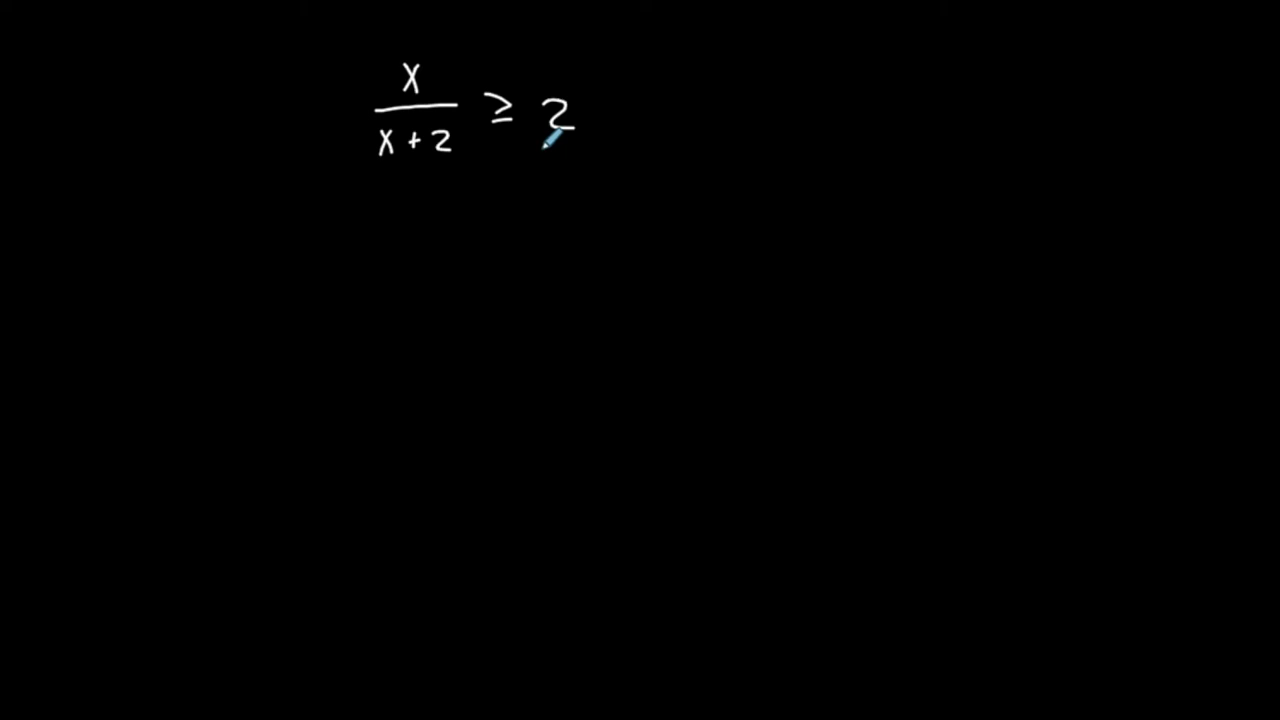 x/(x + 2) ≥ 2